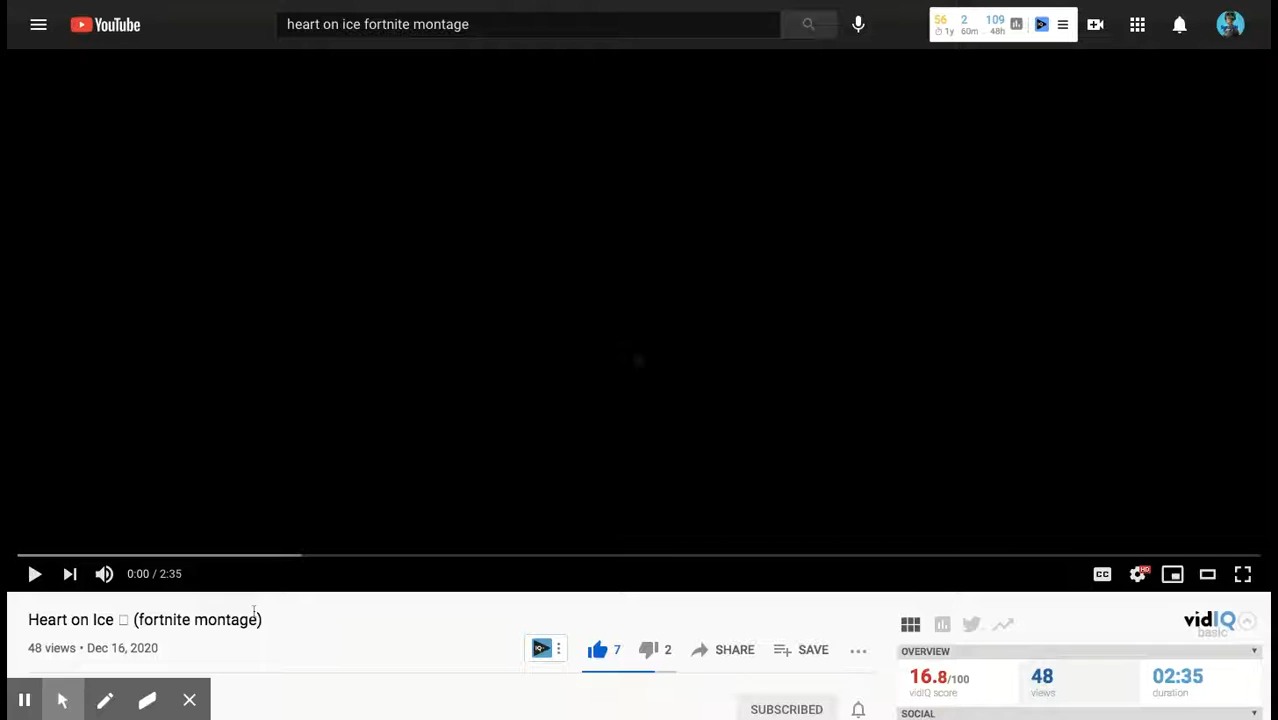 YouTube
heart on ice fortnite montage
56 2 109
1y 60m 48h
0:00 / 2:35
CC
HD
Heart on Ice □ (fortnite montage)
48 views • Dec 16, 2020
7
2
SHARE
SAVE
SUBSCRIBED
vidIQ
basic
OVERVIEW
16.8/100
vidIQ score
48
views
02:35
duration
SOCIAL